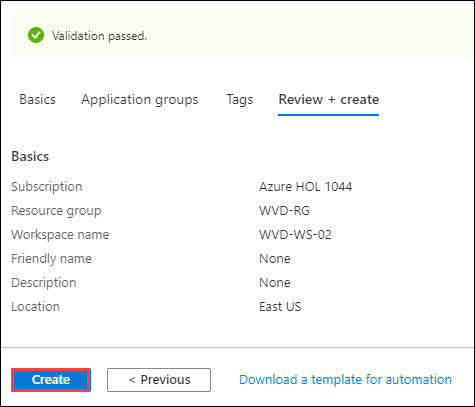 Validation passed.
Basics Application groups Tags Review + create
Basics
Subscription Azure HOL 1044
Resource group WVD-RG
Workspace name WVD-WS-02
Friendly name None
Description None
Location East US
Create < Previous Download a template for automation